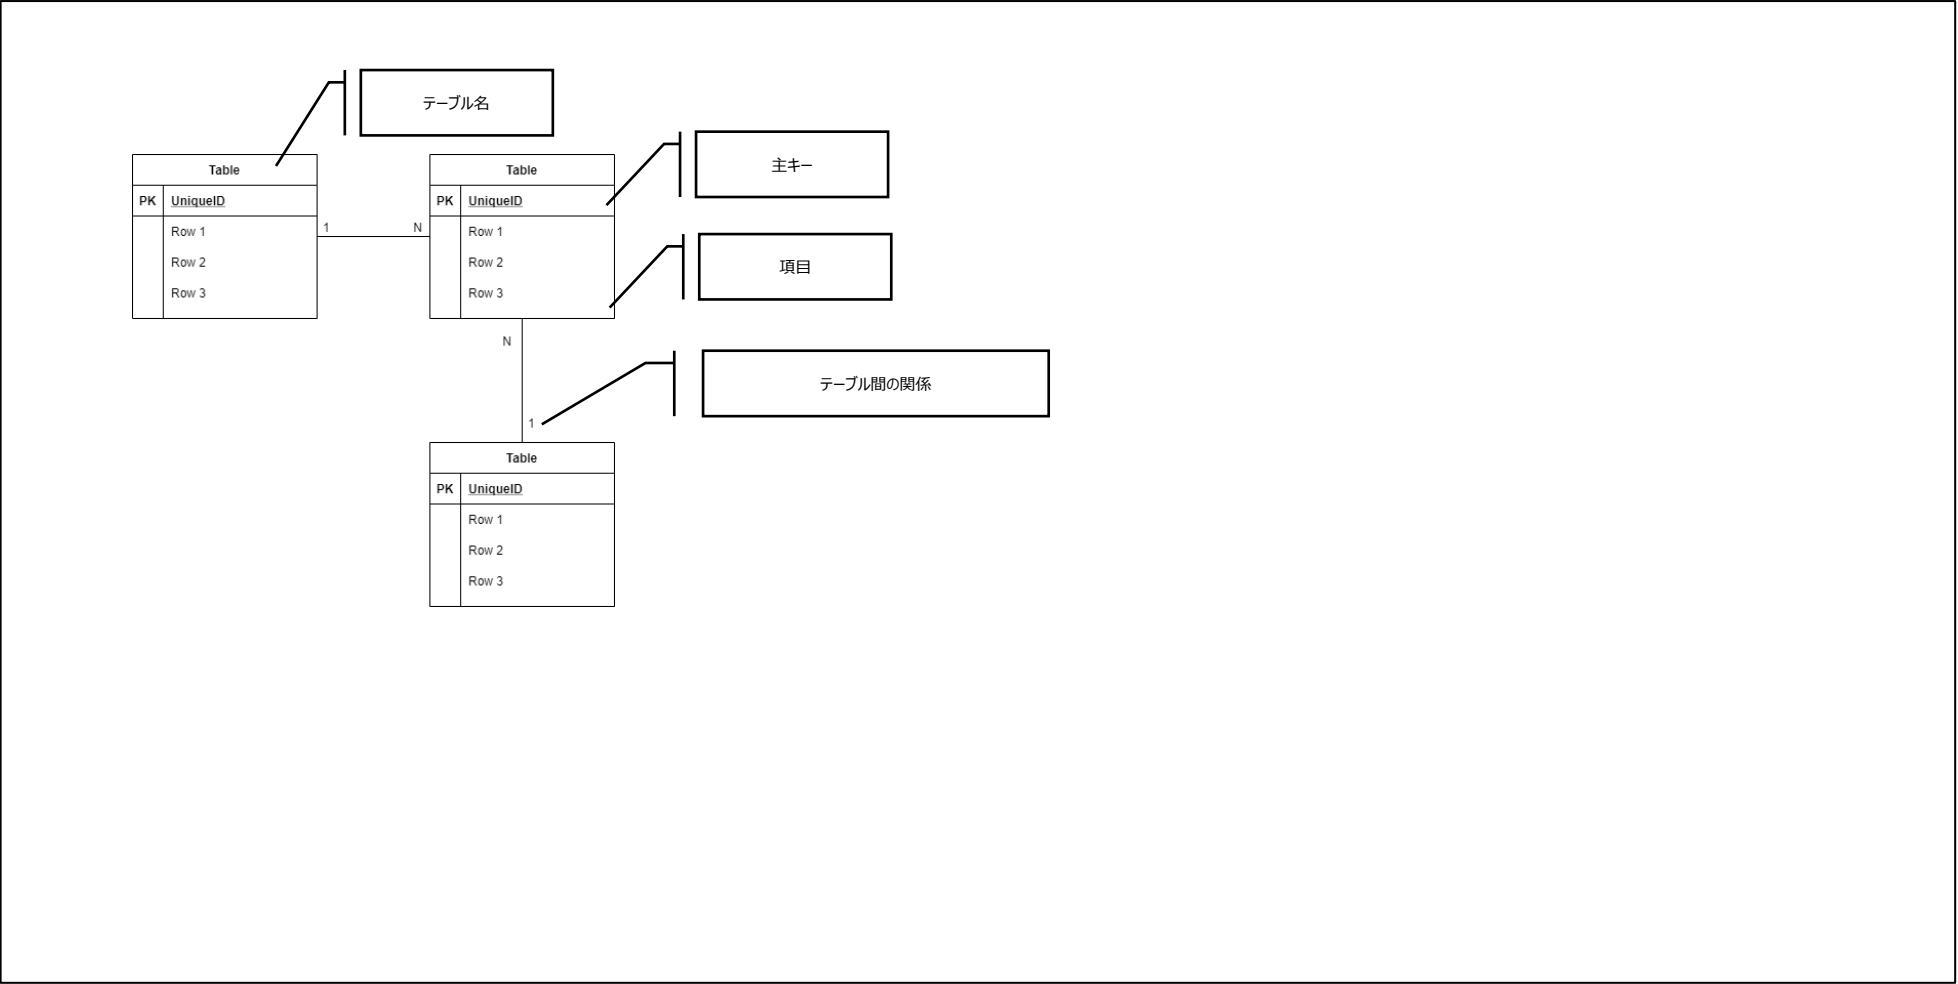 テーブル名
Table
PK UniqueID
Row 1
Row 2
Row 3
1 N
Table
PK UniqueID
Row 1
Row 2
Row 3
主キー
項目
N
1
テーブル間の関係
Table
PK UniqueID
Row 1
Row 2
Row 3